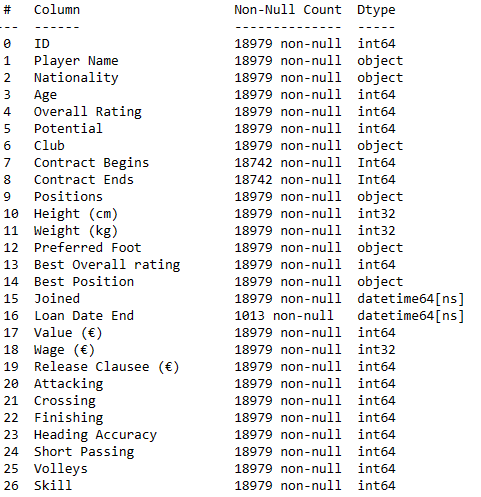 #   Column               Non-Null Count  Dtype
--- ------               --------------  -----
0   ID                   18979 non-null  int64
1   Player Name          18979 non-null  object
2   Nationality          18979 non-null  object
3   Age                  18979 non-null  int64
4   Overall Rating       18979 non-null  int64
5   Potential            18979 non-null  int64
6   Club                 18979 non-null  object
7   Contract Begins      18742 non-null  Int64
8   Contract Ends        18742 non-null  Int64
9   Positions            18979 non-null  object
10  Height (cm)          18979 non-null  int32
11  Weight (kg)          18979 non-null  int32
12  Preferred Foot       18979 non-null  object
13  Best Overall rating  18979 non-null  int64
14  Best Position        18979 non-null  object
15  Joined               18979 non-null  datetime64[ns]
16  Loan Date End        1013 non-null   datetime64[ns]
17  Value (€)            18979 non-null  int64
18  Wage (€)             18979 non-null  int32
19  Release Clausee (€)  18979 non-null  int64
20  Attacking            18979 non-null  int64
21  Crossing             18979 non-null  int64
22  Finishing            18979 non-null  int64
23  Heading Accuracy     18979 non-null  int64
24  Short Passing        18979 non-null  int64
25  Volleys              18979 non-null  int64
26  Skill                18979 non-null  int64